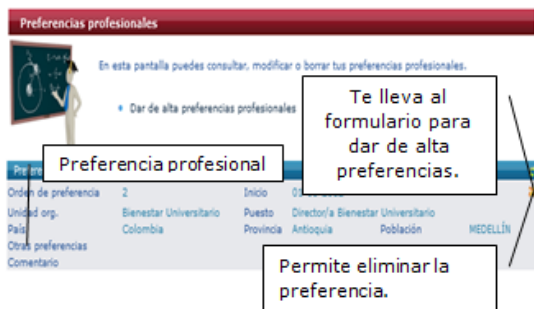 Preferencias profesionales
En esta pantalla puedes consultar, modificar o borrar tus preferencias profesionales.
Dar de alta preferencias profesionales
Te lleva al
formulario para
dar de alta
preferencias.
Preferencia profesional
Orden de preferencia 2 Inicio
Unidad org. Bienestar Universitario Puesto Director/a Bienestar Universitario
País Colombia Provincia Antioquia Población MEDELLÍN
Otras preferencias
Comentario
Permite eliminar la
preferencia.